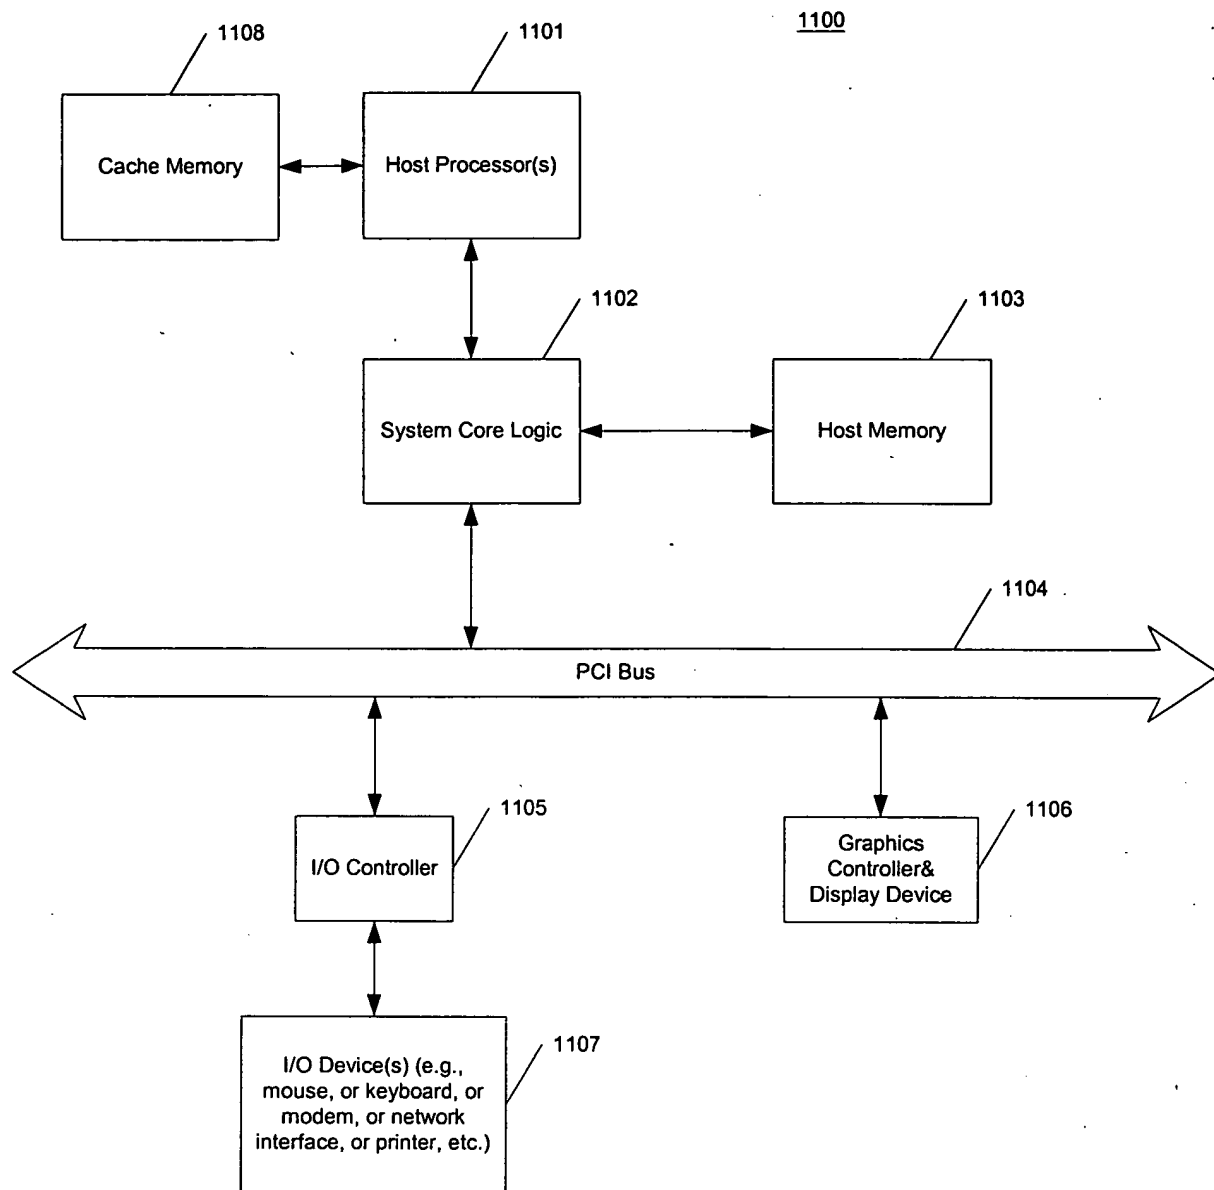 1100
1108
1101
Cache Memory
Host Processor(s)
1102
1103
System Core Logic
Host Memory
1104
PCI Bus
1105
1106
I/O Controller
Graphics
Controller&
Display Device
1107
I/O Device(s) (e.g.,
mouse, or keyboard, or
modem, or network
interface, or printer, etc.)